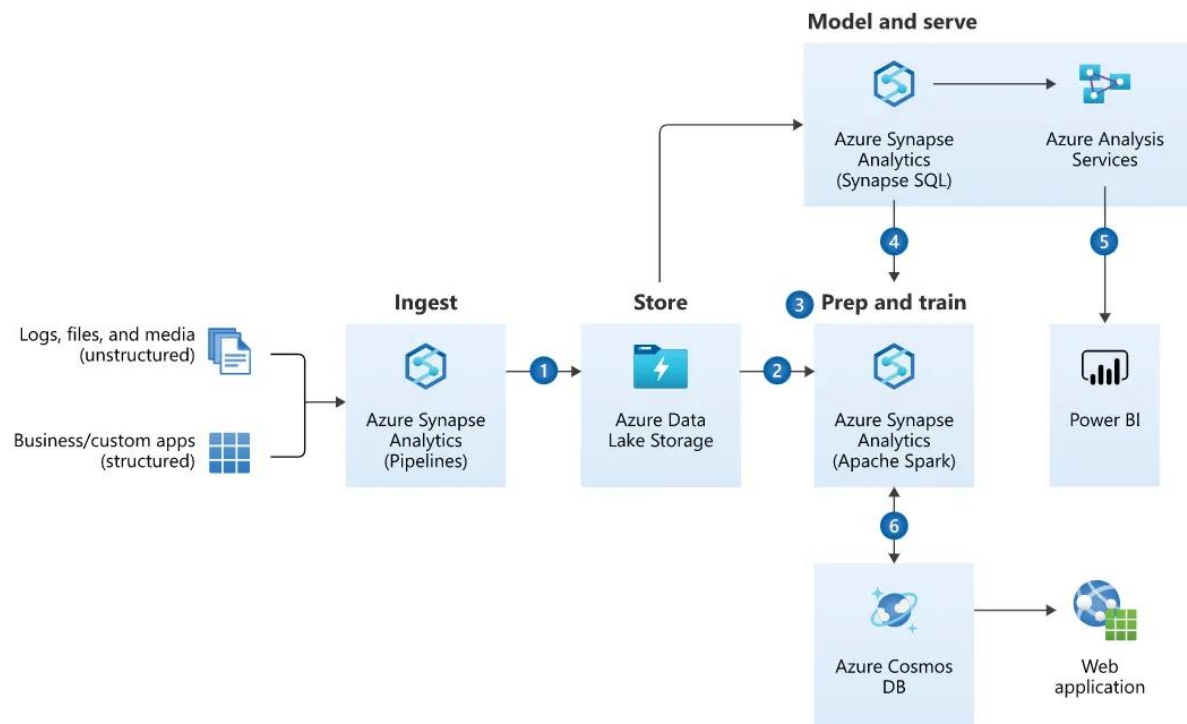 Model and serve
Azure Synapse
Analytics
(Synapse SQL)
Azure Analysis
Services
4
5
Ingest
Store
3
Prep and train
Logs, files, and media
(unstructured)
Business/custom apps
(structured)
Azure Synapse
Analytics
(Pipelines)
1
Azure Data
Lake Storage
2
Azure Synapse
Analytics
(Apache Spark)
Power BI
6
Azure Cosmos
DB
Web
application